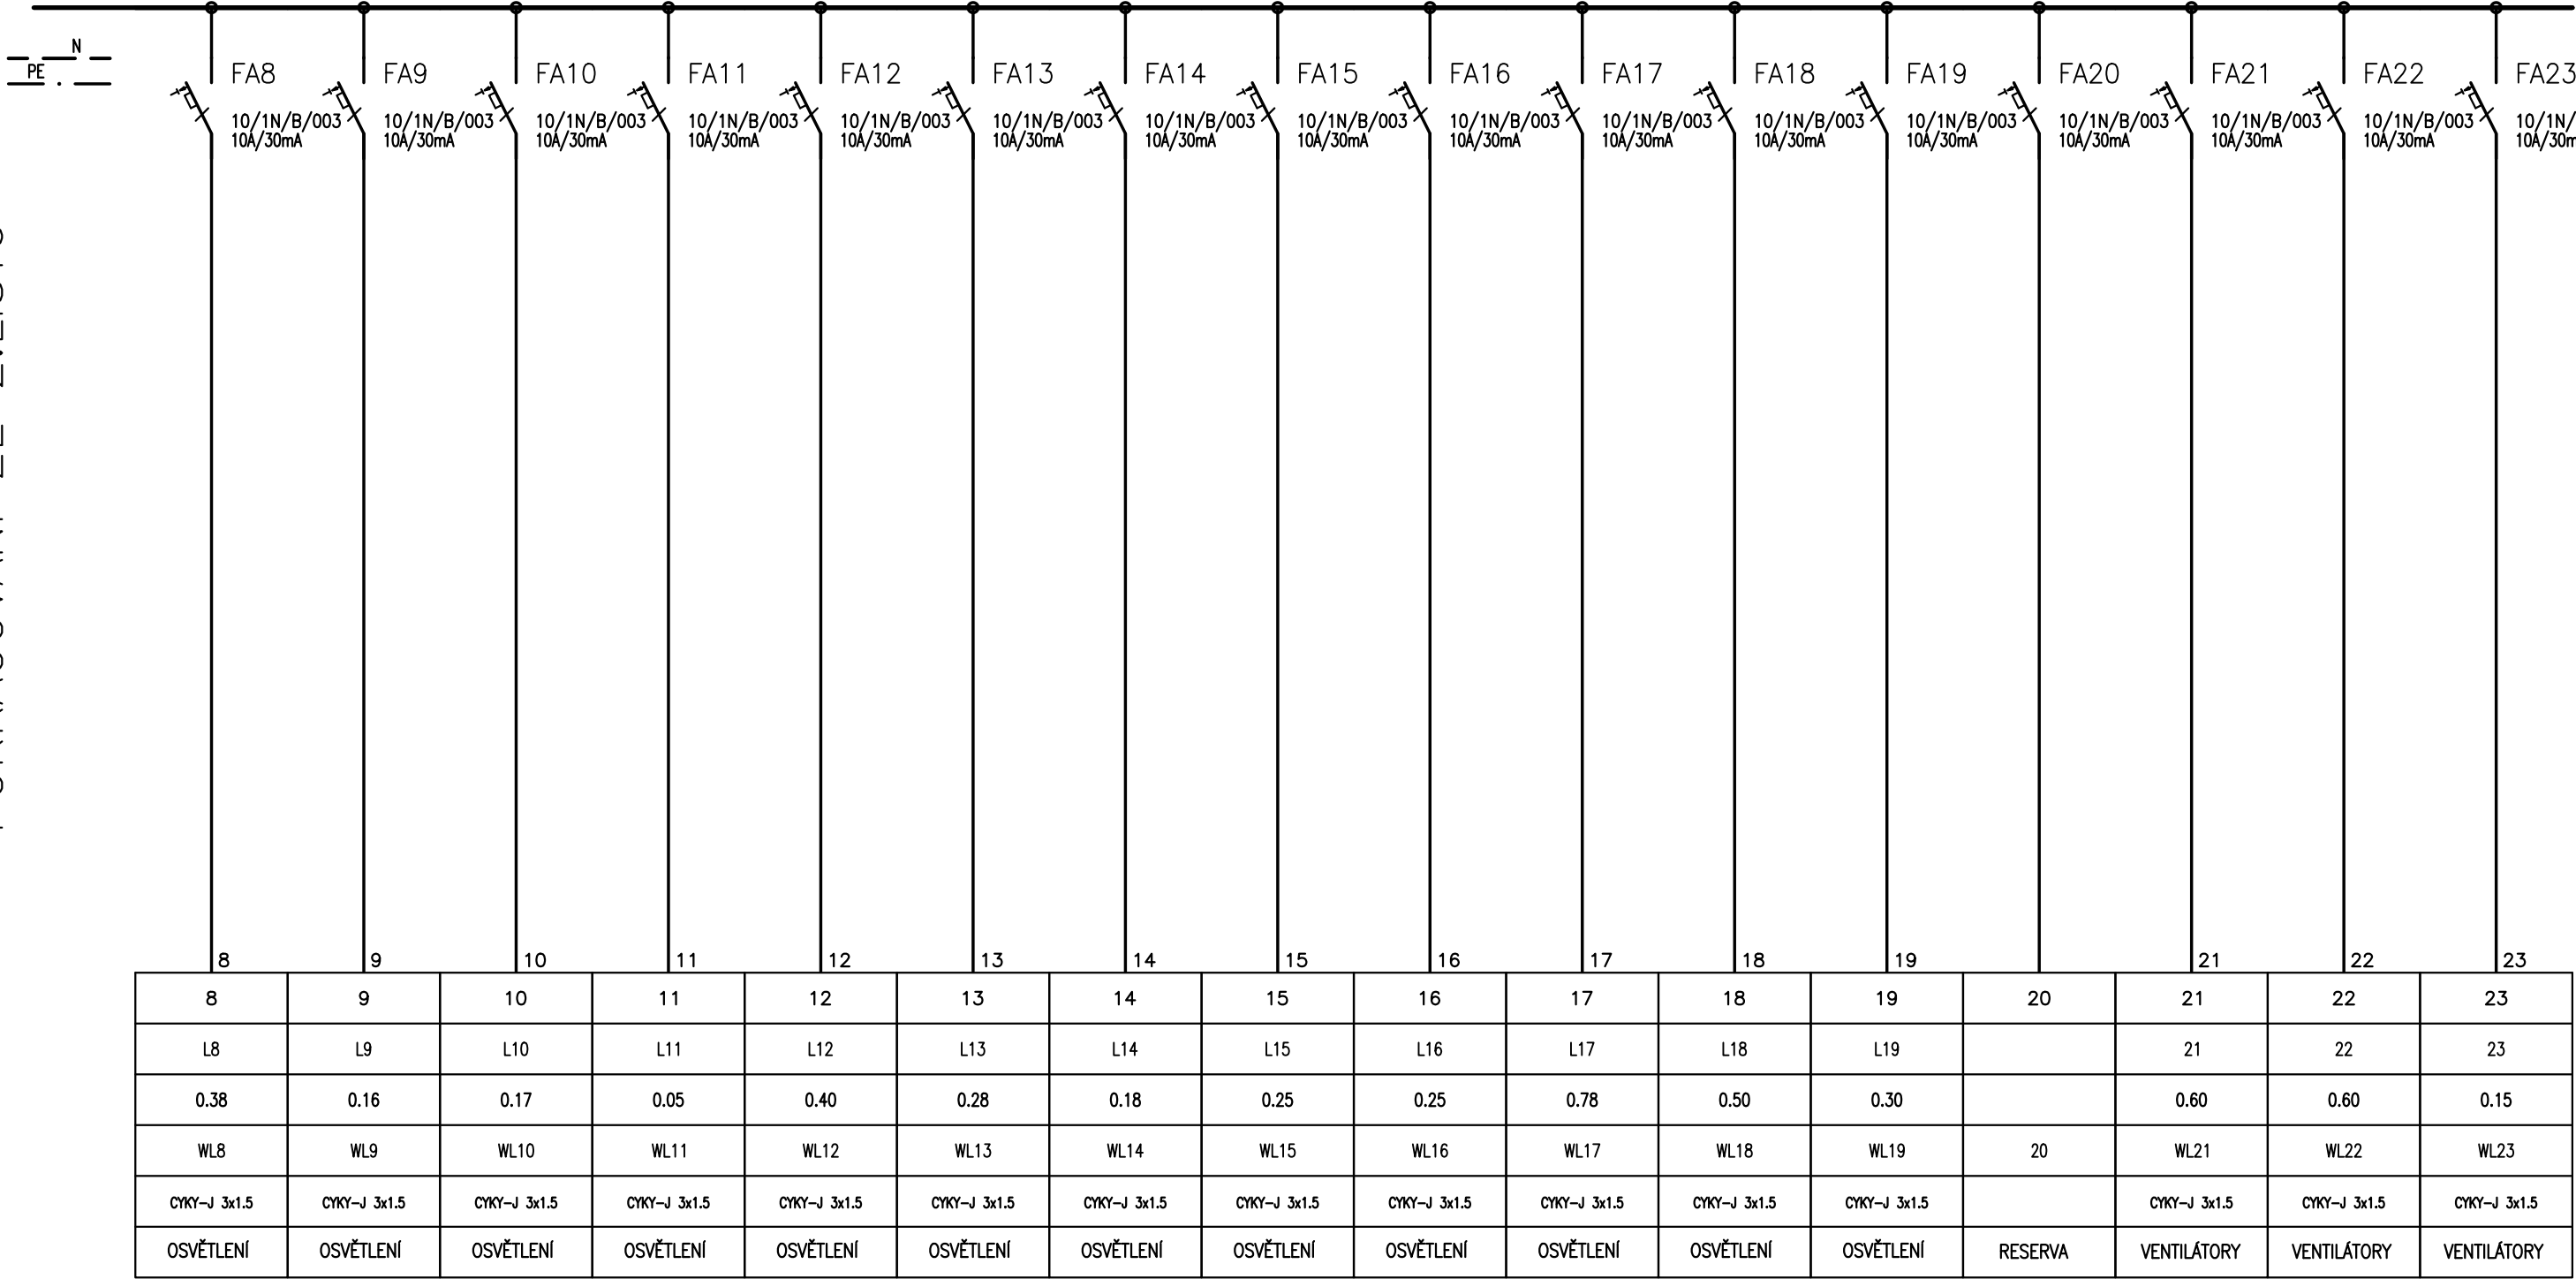 N
PE
FA8 FA9 FA10 FA11 FA12 FA13 FA14 FA15 FA16 FA17 FA18 FA19 FA20 FA21 FA22 FA23
10/1N/B/003 10/1N/B/003 10/1N/B/003 10/1N/B/003 10/1N/B/003 10/1N/B/003 10/1N/B/003 10/1N/B/003 10/1N/B/003 10/1N/B/003 10/1N/B/003 10/1N/B/003 10/1N/B/003 10/1N/B/003 10/1N/B/003 10/1N/
10A/30mA 10A/30mA 10A/30mA 10A/30mA 10A/30mA 10A/30mA 10A/30mA 10A/30mA 10A/30mA 10A/30mA 10A/30mA 10A/30mA 10A/30mA 10A/30mA 10A/30mA 10A/30m
8 9 10 11 12 13 14 15 16 17 18 19 21 22 23
8 9 10 11 12 13 14 15 16 17 18 19 20 21 22 23
L8 L9 L10 L11 L12 L13 L14 L15 L16 L17 L18 L19 21 22 23
0.38 0.16 0.17 0.05 0.40 0.28 0.18 0.25 0.25 0.78 0.50 0.30 0.60 0.60 0.15
WL8 WL9 WL10 WL11 WL12 WL13 WL14 WL15 WL16 WL17 WL18 WL19 20 WL21 WL22 WL23
CYKY-J 3x1.5 CYKY-J 3x1.5 CYKY-J 3x1.5 CYKY-J 3x1.5 CYKY-J 3x1.5 CYKY-J 3x1.5 CYKY-J 3x1.5 CYKY-J 3x1.5 CYKY-J 3x1.5 CYKY-J 3x1.5 CYKY-J 3x1.5 CYKY-J 3x1.5 CYKY-J 3x1.5 CYKY-J 3x1.5 CYKY-J 3x1.5
OSVĚTLENÍ OSVĚTLENÍ OSVĚTLENÍ OSVĚTLENÍ OSVĚTLENÍ OSVĚTLENÍ OSVĚTLENÍ OSVĚTLENÍ OSVĚTLENÍ OSVĚTLENÍ OSVĚTLENÍ OSVĚTLENÍ RESERVA VENTILÁTORY VENTILÁTORY VENTILÁTORY